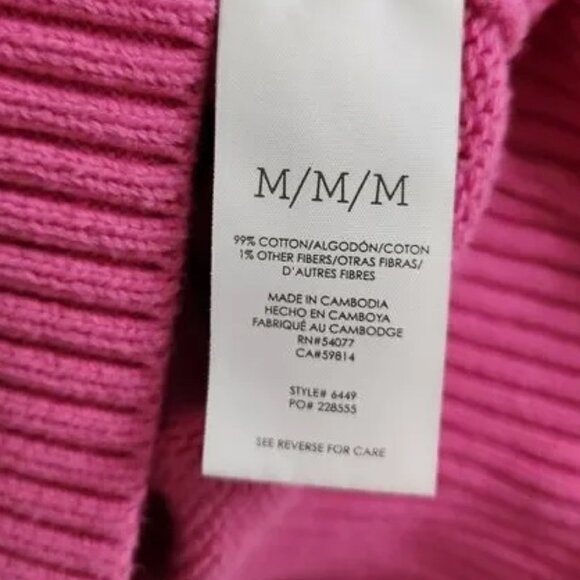 M/M/M
99% COTTON/ALGODÓN/COTON
1% OTHER FIBERS/OTRAS FIBRAS/
D'AUTRES FIBRES
MADE IN CAMBODIA
HECHO EN CAMBOYA
FABRIQUÉ AU CAMBODGE
RN#54077
CA#59814
STYLE# 6449
PO# 228555
SEE REVERSE FOR CARE